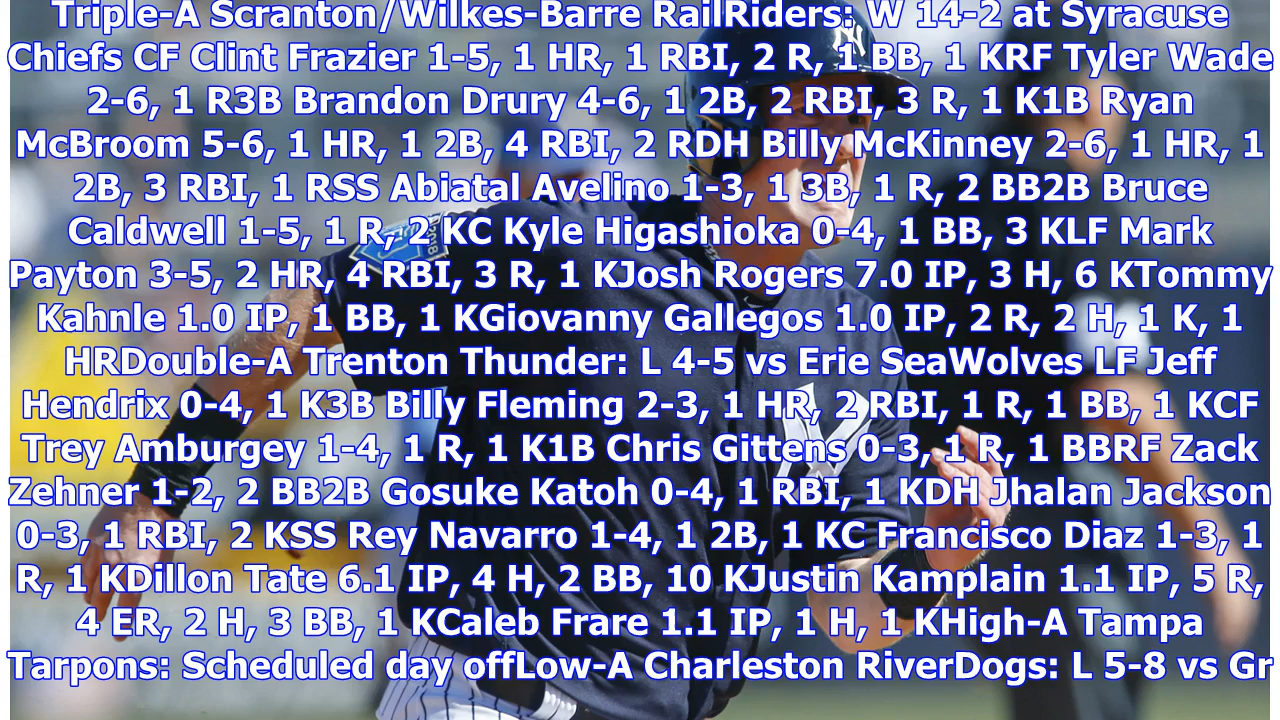 Triple-A Scranton/Wilkes-Barre RailRiders: W 14-2 at Syracuse
Chiefs CF Clint Frazier 1-5, 1 HR, 1 RBI, 2 R, 1 BB, 1 KRF Tyler Wade
2-6, 1 R3B Brandon Drury 4-6, 1 2B, 2 RBI, 3 R, 1 K1B Ryan
McBroom 5-6, 1 HR, 1 2B, 4 RBI, 2 RDH Billy McKinney 2-6, 1 HR, 1
2B, 3 RBI, 1 RSS Abiatal Avelino 1-3, 1 3B, 1 R, 2 BB2B Bruce
Caldwell 1-5, 1 R, 2 KC Kyle Higashioka 0-4, 1 BB, 3 KLF Mark
Payton 3-5, 2 HR, 4 RBI, 3 R, 1 KJosh Rogers 7.0 IP, 3 H, 6 KTommy
Kahnle 1.0 IP, 1 BB, 1 KGiovanny Gallegos 1.0 IP, 2 R, 2 H, 1 K, 1
HRDouble-A Trenton Thunder: L 4-5 vs Erie SeaWolves LF Jeff
Hendrix 0-4, 1 K3B Billy Fleming 2-3, 1 HR, 2 RBI, 1 R, 1 BB, 1 KCF
Trey Amburgey 1-4, 1 R, 1 K1B Chris Gittens 0-3, 1 R, 1 BBRF Zack
Zehner 1-2, 2 BB2B Gosuke Katoh 0-4, 1 RBI, 1 KDH Jhalan Jackson
0-3, 1 RBI, 2 KSS Rey Navarro 1-4, 1 2B, 1 KC Francisco Diaz 1-3, 1
R, 1 KDillon Tate 6.1 IP, 4 H, 2 BB, 10 KJustin Kamplain 1.1 IP, 5 R,
4 ER, 2 H, 3 BB, 1 KCaleb Frare 1.1 IP, 1 H, 1 KHigh-A Tampa
Tarpons: Scheduled day offLow-A Charleston RiverDogs: L 5-8 vs Gr